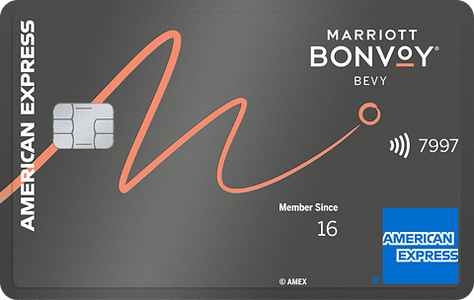 AMERICAN EXPRESS
MARRIOTT
BONVOY®
BEVY
7997
Member Since
16
AMERICAN
EXPRESS
© AMEX